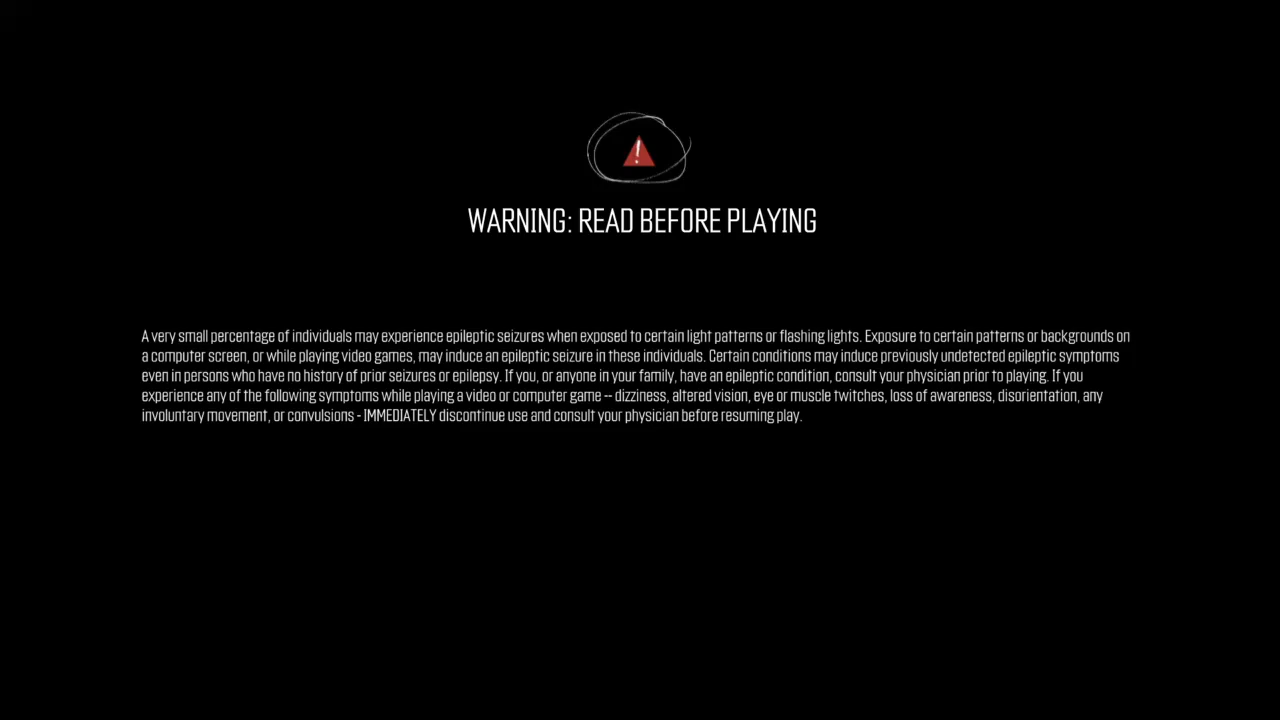 WARNING: READ BEFORE PLAYING
A very small percentage of individuals may experience epileptic seizures when exposed to certain light patterns or flashing lights. Exposure to certain patterns or backgrounds on
a computer screen, or while playing video games, may induce an epileptic seizure in these individuals. Certain conditions may induce previously undetected epileptic symptoms
even in persons who have no history of prior seizures or epilepsy. If you, or anyone in your family, have an epileptic condition, consult your physician prior to playing. If you
experience any of the following symptoms while playing a video or computer game -- dizziness, altered vision, eye or muscle twitches, loss of awareness, disorientation, any
involuntary movement, or convulsions - IMMEDIATELY discontinue use and consult your physician before resuming play.